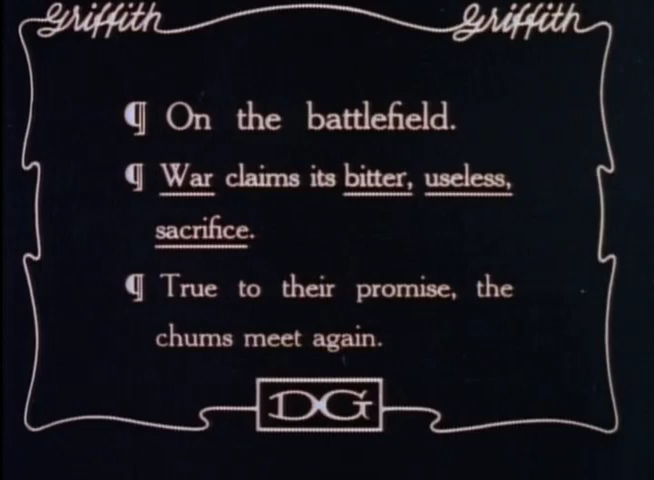 Griffith Griffith
¶ On the battlefield.
¶ War claims its bitter, useless,
sacrifice.
¶ True to their promise, the
chums meet again.
DG